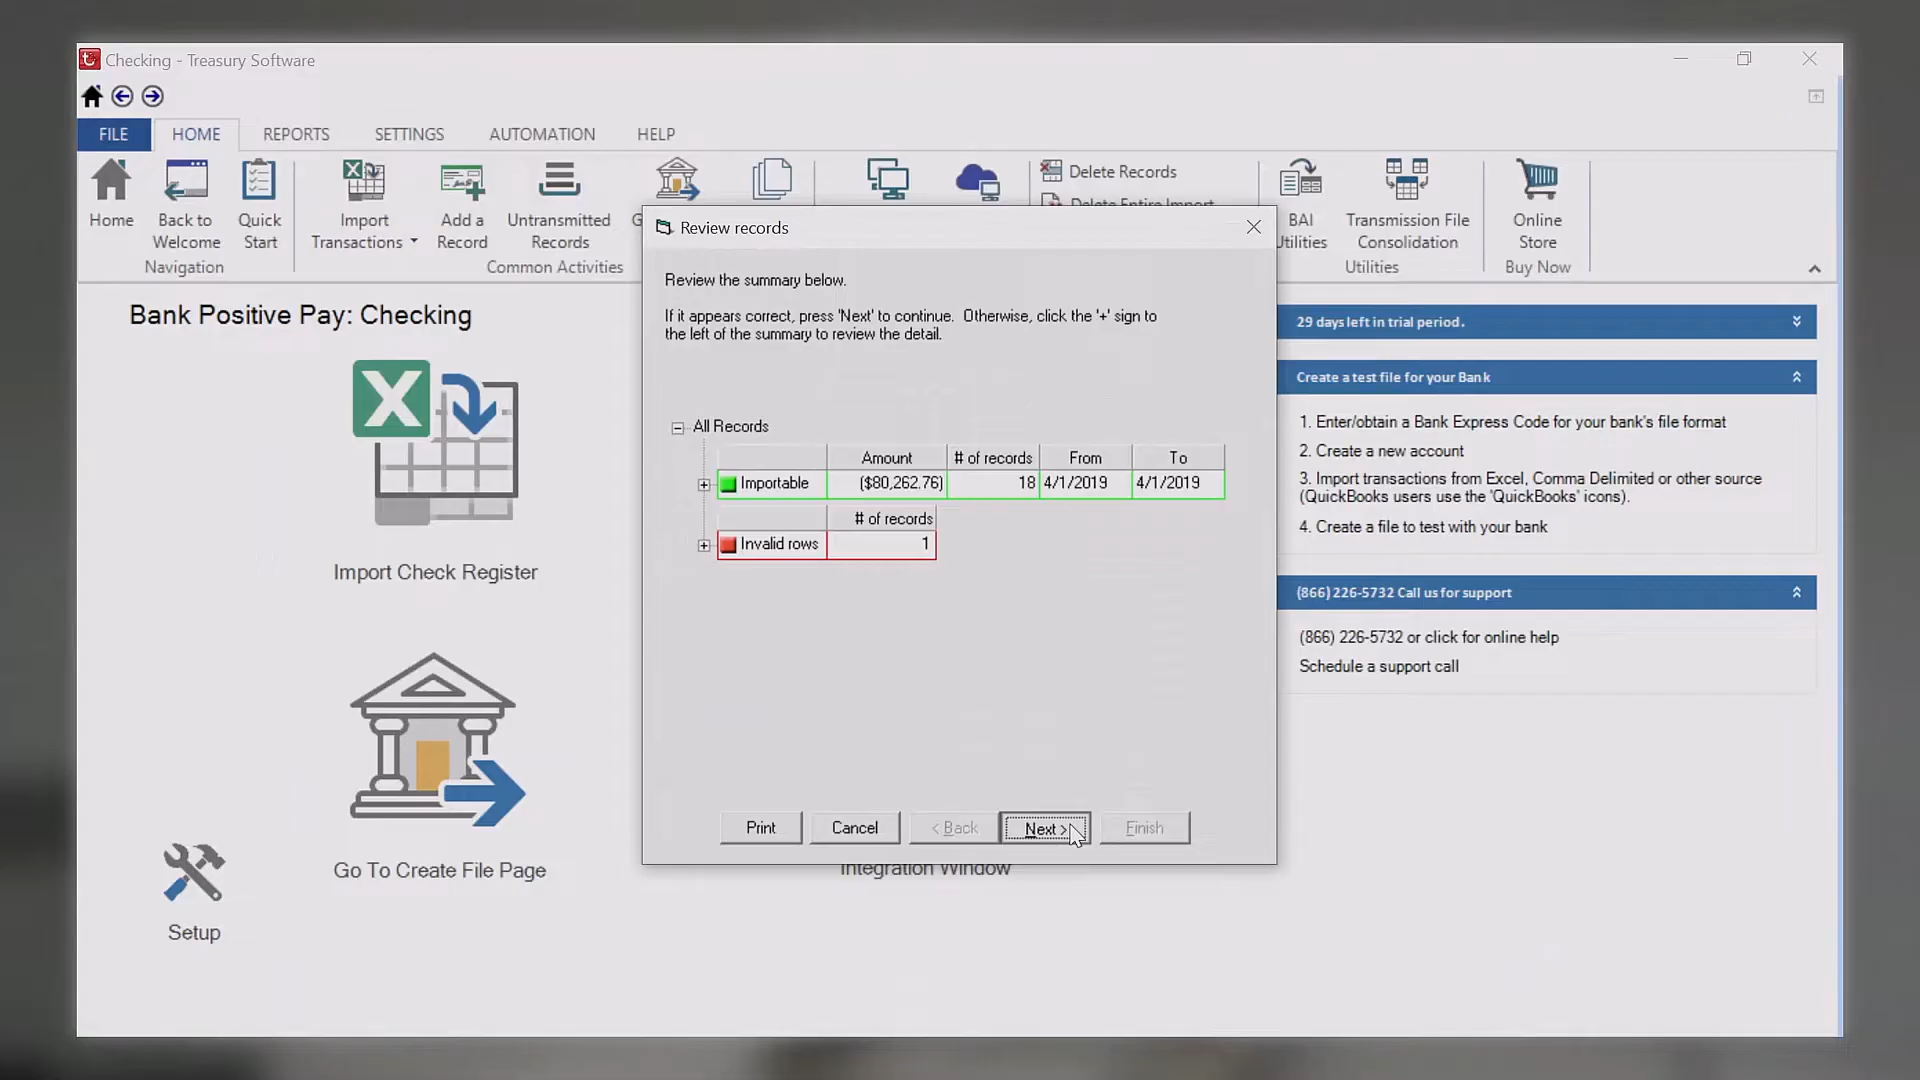 Checking - Treasury Software
FILE
HOME
REPORTS
SETTINGS
AUTOMATION
HELP
Home
Back to
Welcome
Quick
Start
Navigation
Import
Transactions
Add a
Record
Untransmitted
Records
Common Activities
Delete Records
Delete Entire Import
BAI
Utilities
Transmission File
Consolidation
Utilities
Online
Store
Buy Now
Bank Positive Pay: Checking
Import Check Register
Go To Create File Page
Setup
Integration Window
Review records
Review the summary below.
If it appears correct, press 'Next' to continue.  Otherwise, click the '+' sign to
the left of the summary to review the detail.
All Records
Amount # of records From To
Importable ($80,262.76) 18 4/1/2019 4/1/2019
# of records
Invalid rows 1
Print
Cancel
< Back
Next >
Finish
29 days left in trial period.
Create a test file for your Bank
1. Enter/obtain a Bank Express Code for your bank's file format
2. Create a new account
3. Import transactions from Excel, Comma Delimited or other source
(QuickBooks users use the 'QuickBooks' icons).
4. Create a file to test with your bank
(866) 226-5732 Call us for support
(866) 226-5732 or click for online help
Schedule a support call